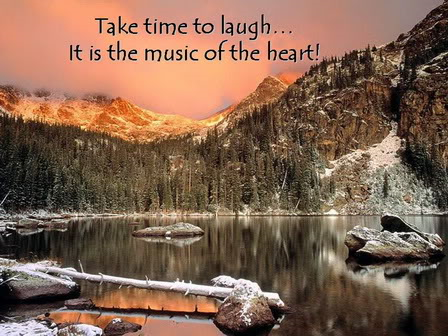 Take time to laugh...
It is the music of the heart!